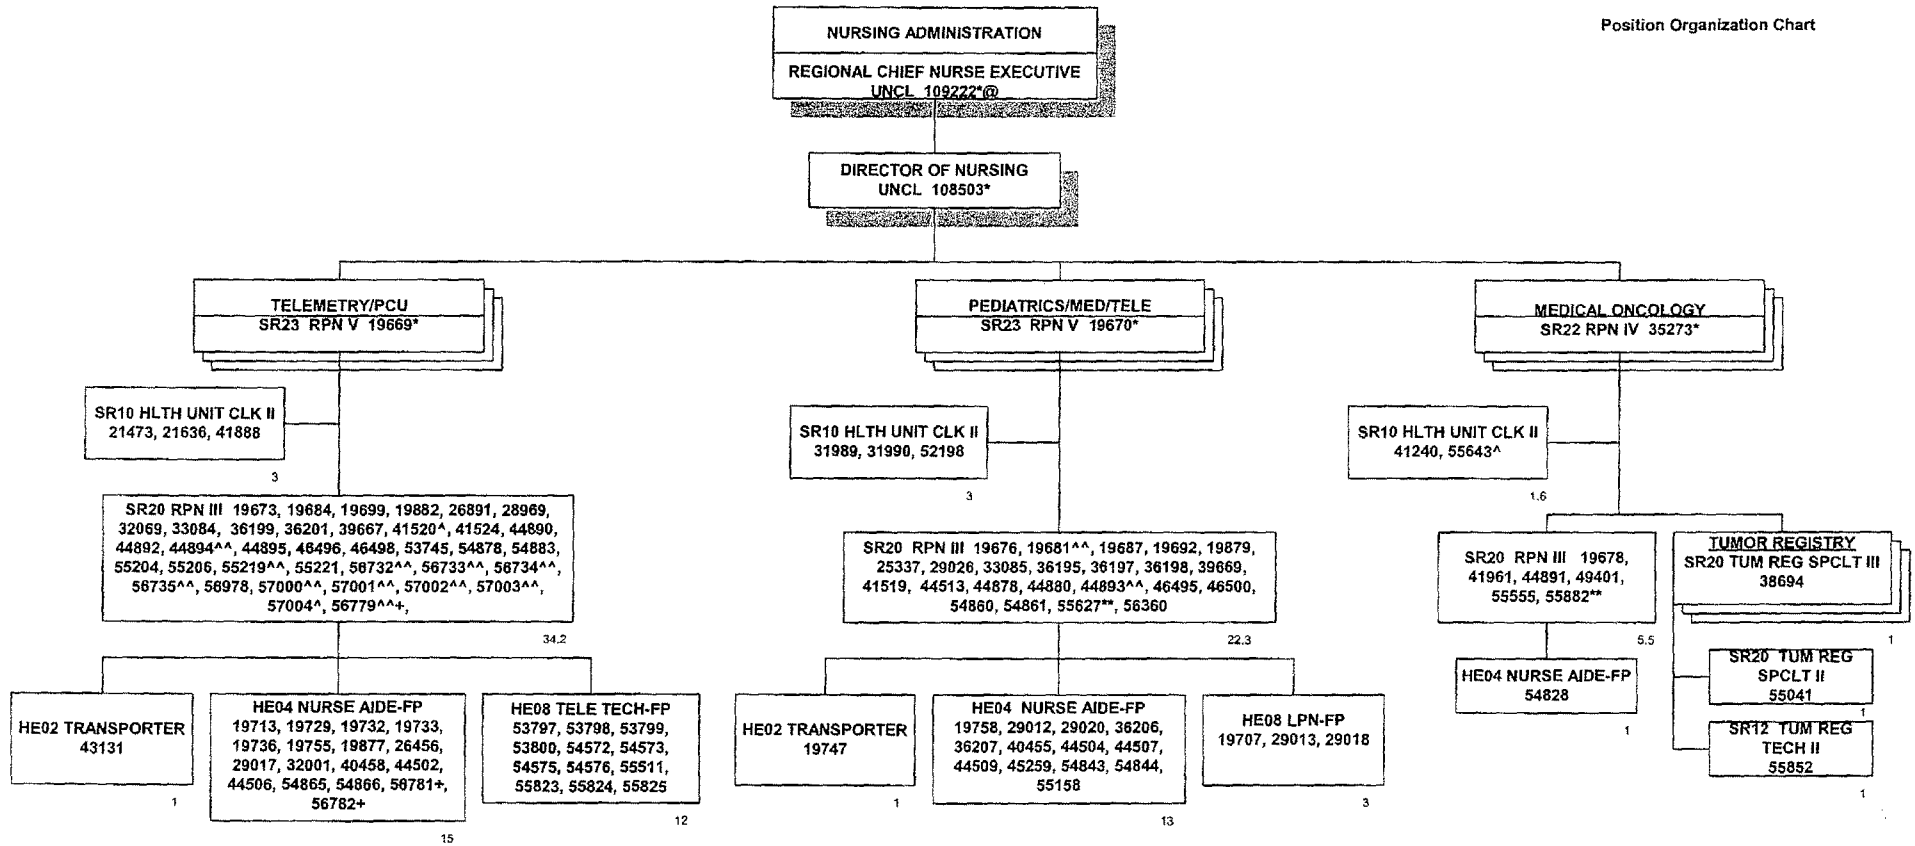 Position Organization Chart
NURSING ADMINISTRATION
REGIONAL CHIEF NURSE EXECUTIVE
UNCL 109222*@
DIRECTOR OF NURSING
UNCL 108503*
TELEMETRY/PCU
SR23 RPN V 19669*
SR10 HLTH UNIT CLK II
21473, 21636, 41888
3
SR20 RPN III 19673, 19684, 19699, 19882, 26891, 28969,
32069, 33084, 36199, 36201, 39667, 41520^, 41524, 44890,
44892, 44894^^, 44895, 46496, 46498, 53745, 54878, 54883,
55204, 55206, 55219^^, 55221, 56732^^, 56733^^, 56734^^,
56735^^, 56978, 57000^^, 57001^^, 57002^^, 57003^^,
57004^, 56779^^+,
34.2
HE02 TRANSPORTER
43131
1
HE04 NURSE AIDE-FP
19713, 19729, 19732, 19733,
19736, 19755, 19877, 26456,
29017, 32001, 40458, 44502,
44506, 54865, 54866, 56781+,
56782+
15
HE08 TELE TECH-FP
53797, 53798, 53799,
53800, 54572, 54573,
54575, 54576, 55511,
55823, 55824, 55825
12
PEDIATRICS/MED/TELE
SR23 RPN V 19670*
SR10 HLTH UNIT CLK II
31989, 31990, 52198
3
SR20 RPN III 19676, 19681^^, 19687, 19692, 19879,
25337, 29026, 33085, 36195, 36197, 36198, 39669,
41519, 44513, 44878, 44880, 44893^^, 46495, 46500,
54860, 54861, 55627**, 56360
22.3
HE02 TRANSPORTER
19747
1
HE04 NURSE AIDE-FP
19758, 29012, 29020, 36206,
36207, 40455, 44504, 44507,
44509, 45259, 54843, 54844,
55158
13
HE08 LPN-FP
19707, 29013, 29018
3
MEDICAL ONCOLOGY
SR22 RPN IV 35273*
SR10 HLTH UNIT CLK II
41240, 55643^
1.6
SR20 RPN III 19678,
41961, 44891, 49401,
55555, 55882**
5.5
HE04 NURSE AIDE-FP
54828
1
TUMOR REGISTRY
SR20 TUM REG SPCLT III
38694
1
SR20 TUM REG
SPCLT II
55041
1
SR12 TUM REG
TECH II
55852
1